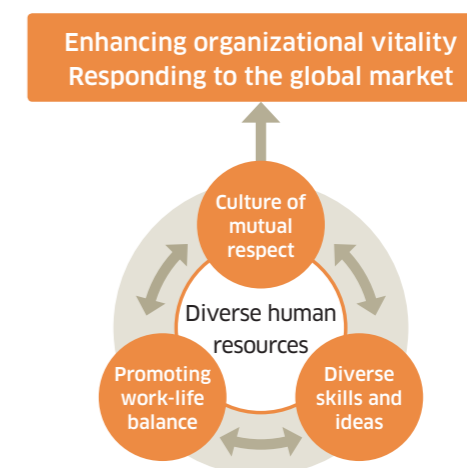 Enhancing organizational vitality
Responding to the global market
Culture of
mutual
respect
Diverse human
resources
Promoting
work-life
balance
Diverse
skills and
ideas